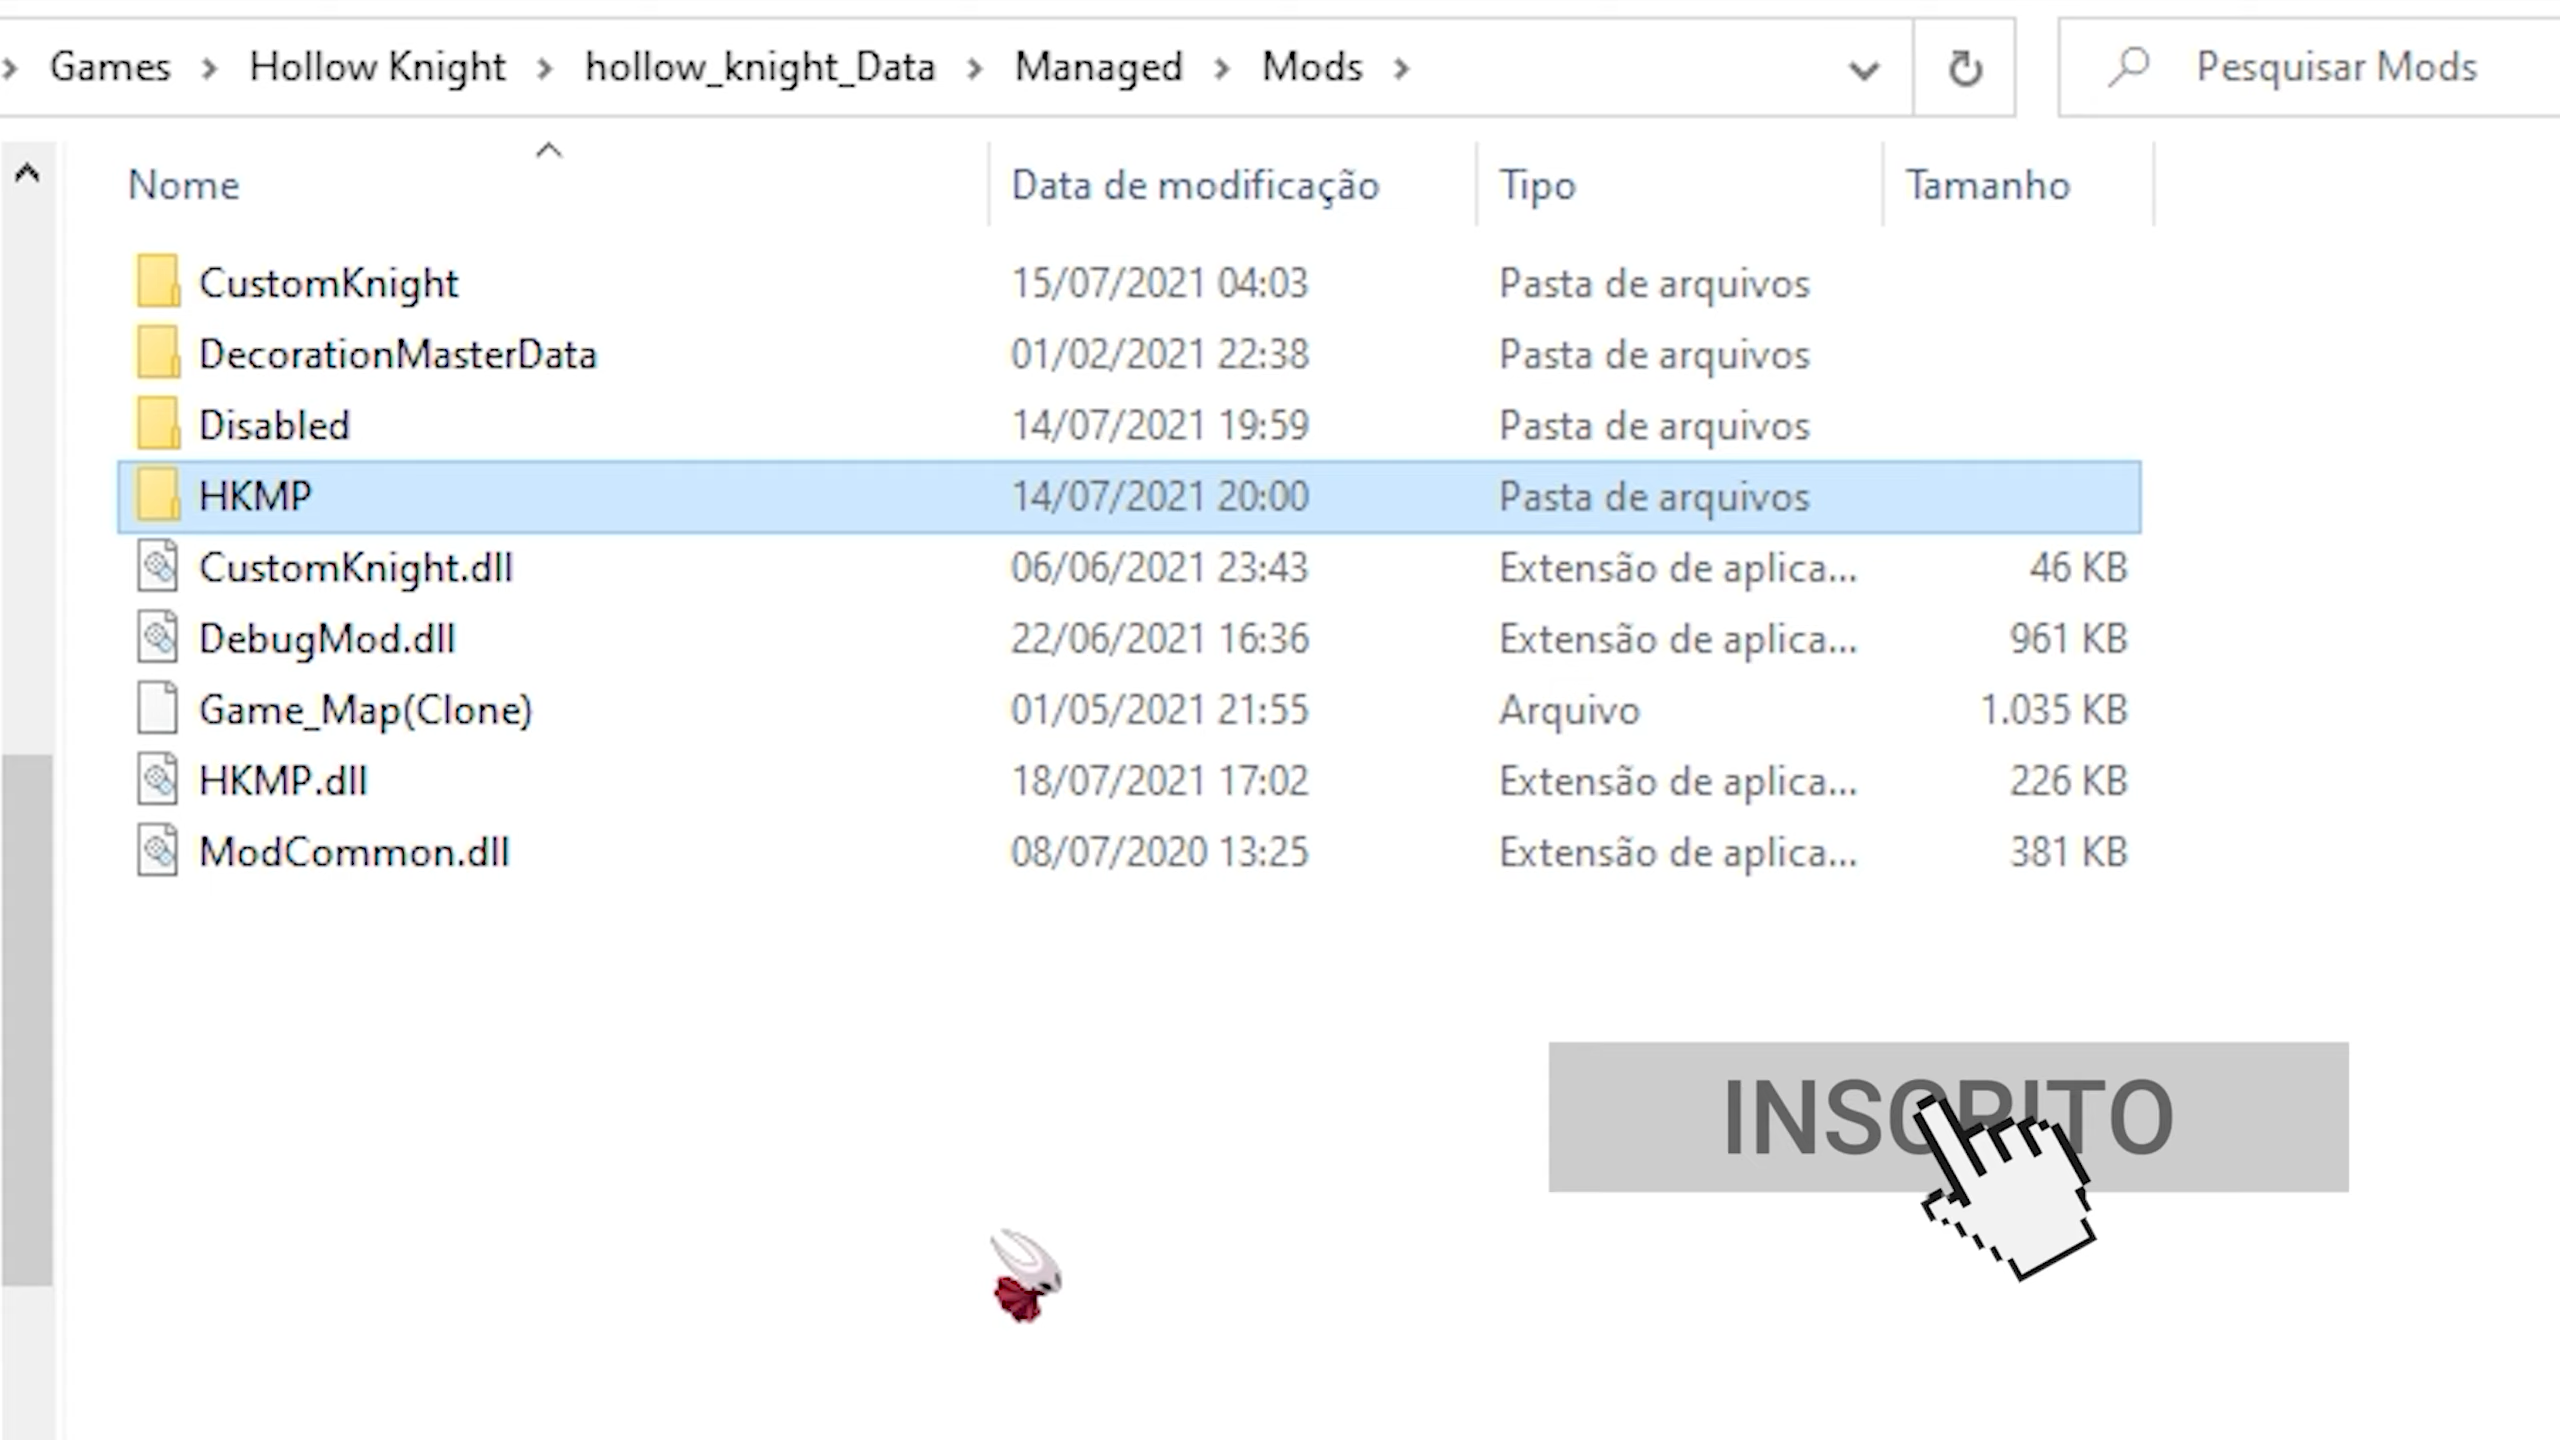 Games > Hollow Knight > hollow_knight_Data > Managed > Mods >
Pesquisar Mods
Nome Data de modificação Tipo Tamanho
CustomKnight 15/07/2021 04:03 Pasta de arquivos
DecorationMasterData 01/02/2021 22:38 Pasta de arquivos
Disabled 14/07/2021 19:59 Pasta de arquivos
HKMP 14/07/2021 20:00 Pasta de arquivos
CustomKnight.dll 06/06/2021 23:43 Extensão de aplica... 46 KB
DebugMod.dll 22/06/2021 16:36 Extensão de aplica... 961 KB
Game_Map(Clone) 01/05/2021 21:55 Arquivo 1.035 KB
HKMP.dll 18/07/2021 17:02 Extensão de aplica... 226 KB
ModCommon.dll 08/07/2020 13:25 Extensão de aplica... 381 KB
INSCRITO